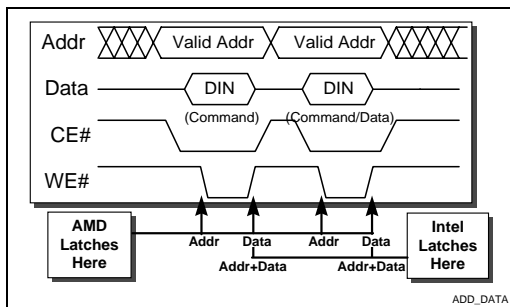 Addr Valid Addr Valid Addr
Data DIN DIN
(Command) (Command/Data)
CE#
WE#
AMD
Latches
Here
Addr Data Addr Data
Addr+Data Addr+Data
Intel
Latches
Here
ADD_DATA